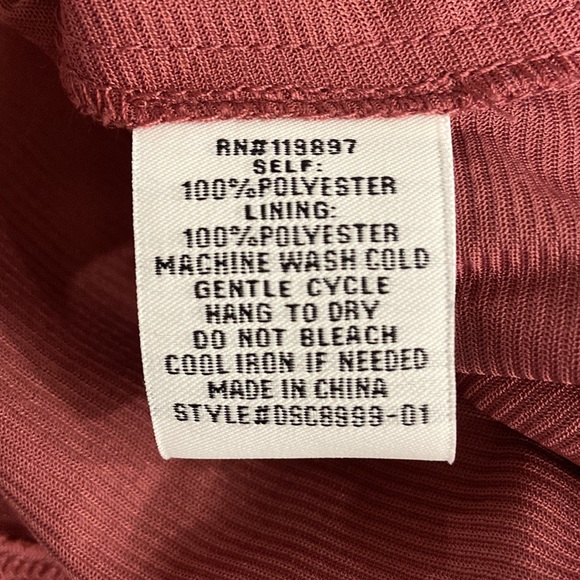 RN#119897
SELF:
100%POLYESTER
LINING:
100%POLYESTER
MACHINE WASH COLD
GENTLE CYCLE
HANG TO DRY
DO NOT BLEACH
COOL IRON IF NEEDED
MADE IN CHINA
STYLE#DSC8999-01